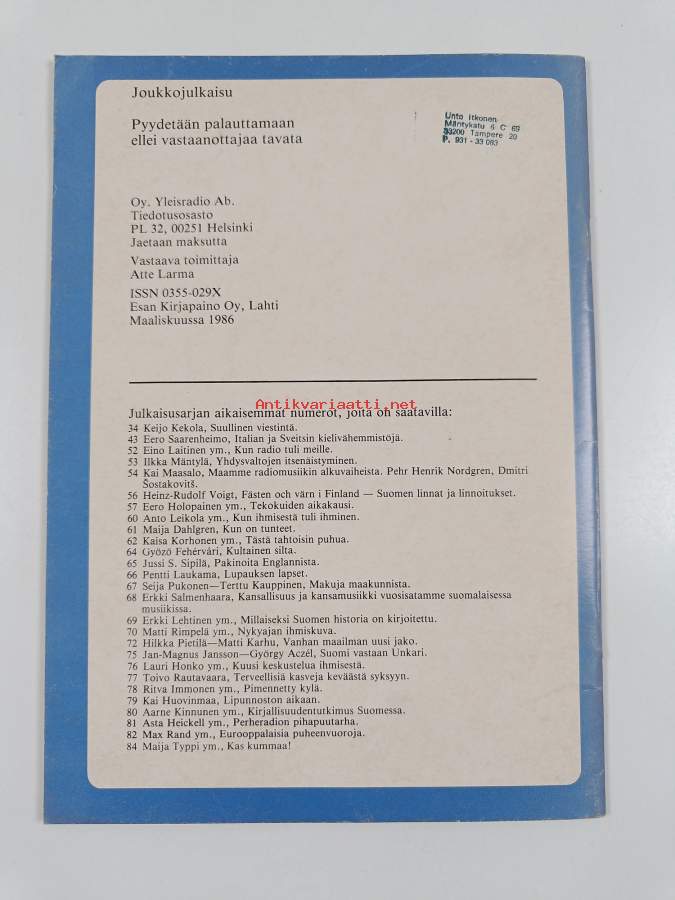 Joukkojulkaisu
Pyydetään palauttamaan
ellei vastaanottajaa tavata
Unto Itkonen
Mäntykatu 6 C 69
33200 Tampere 20
P. 931 - 33 083
Oy. Yleisradio Ab.
Tiedotusosasto
PL 32, 00251 Helsinki
Jaetaan maksutta
Vastaava toimittaja
Atte Larma
ISSN 0355-029X
Esan Kirjapaino Oy, Lahti
Maaliskuussa 1986
Antikvariaatti.net
Julkaisusarjan aikaisemmat numerot, joita on saatavilla:
34 Keijo Kekola, Suullinen viestintä.
43 Eero Saarenheimo, Italian ja Sveitsin kielivähemmistöjä.
52 Eino Laitinen ym., Kun radio tuli meille.
53 Ilkka Mäntylä, Yhdysvaltojen itsenäistyminen.
54 Kai Maasalo, Maamme radiomusiikin alkuvaiheista. Pehr Henrik Nordgren, Dmitri
Šostakovitš.
56 Heinz-Rudolf Voigt, Fästen och värn i Finland — Suomen linnat ja linnoitukset.
57 Eero Holopainen ym., Tekokuiden aikakausi.
60 Anto Leikola ym., Kun ihmisestä tuli ihminen.
61 Maija Dahlgren, Kun on tunteet.
62 Kaisa Korhonen ym., Tästä tahtoisin puhua.
64 Győző Fehérvári, Kultainen silta.
65 Jussi S. Sipilä, Pakinoita Englannista.
66 Pentti Laukama, Lupauksen lapset.
67 Seija Pukonen—Terttu Kauppinen, Makuja maakunnista.
68 Erkki Salmenhaara, Kansallisuus ja kansamusiikki vuosisatamme suomalaisessa
musiikissa.
69 Erkki Lehtinen ym., Millaiseksi Suomen historia on kirjoitettu.
70 Matti Rimpelä ym., Nykyajan ihmiskuva.
72 Hilkka Pietilä—Matti Karhu, Vanhan maailman uusi jako.
75 Jan-Magnus Jansson—György Aczél, Suomi vastaan Unkari.
76 Lauri Honko ym., Kuusi keskustelua ihmisestä.
77 Toivo Rautavaara, Terveellisiä kasveja keväästä syksyyn.
78 Ritva Immonen ym., Pimennetty kylä.
79 Kai Huovinmaa, Lipunnoston aikaan.
80 Aarne Kinnunen ym., Kirjallisuudentutkimus Suomessa.
81 Asta Heickell ym., Perheradion pihapuutarha.
82 Max Rand ym., Eurooppalaisia puheenvuoroja.
84 Maija Typpi ym., Kas kummaa!